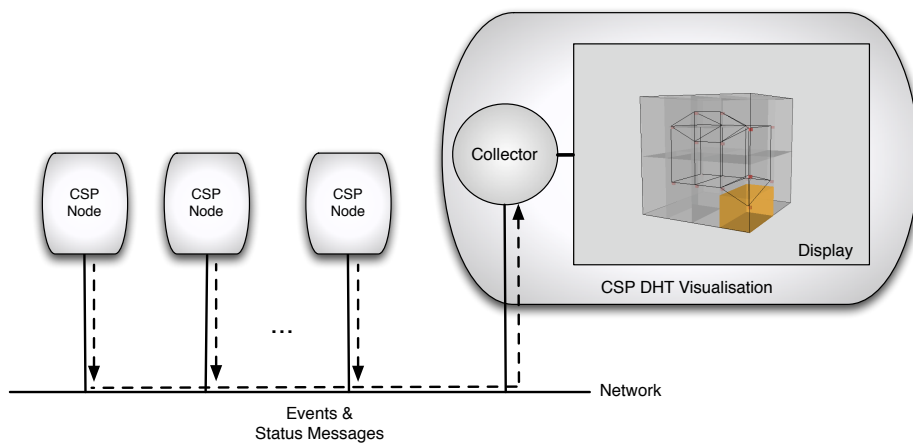 CSP
Node
CSP
Node
CSP
Node
...
Collector
Display
CSP DHT Visualisation
Network
Events &
Status Messages